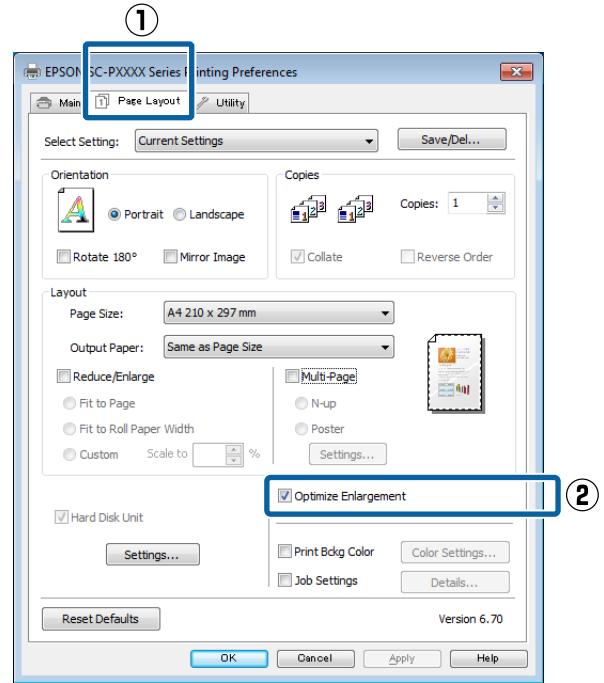 ①
EPSON SC-PXXXX Series Printing Preferences
Main Page Layout Utility
Select Setting: Current Settings Save/Del...
Orientation Copies
Portrait Landscape Copies: 1
Rotate 180° Mirror Image Collate Reverse Order
Layout
Page Size: A4 210 x 297 mm
Output Paper: Same as Page Size
Reduce/Enlarge Multi-Page
Fit to Page N-up
Fit to Roll Paper Width Poster
Custom Scale to % Settings...
Optimize Enlargement ②
Hard Disk Unit
Settings... Print Bckg Color Color Settings...
Job Settings Details...
Reset Defaults Version 6.70
OK Cancel Apply Help